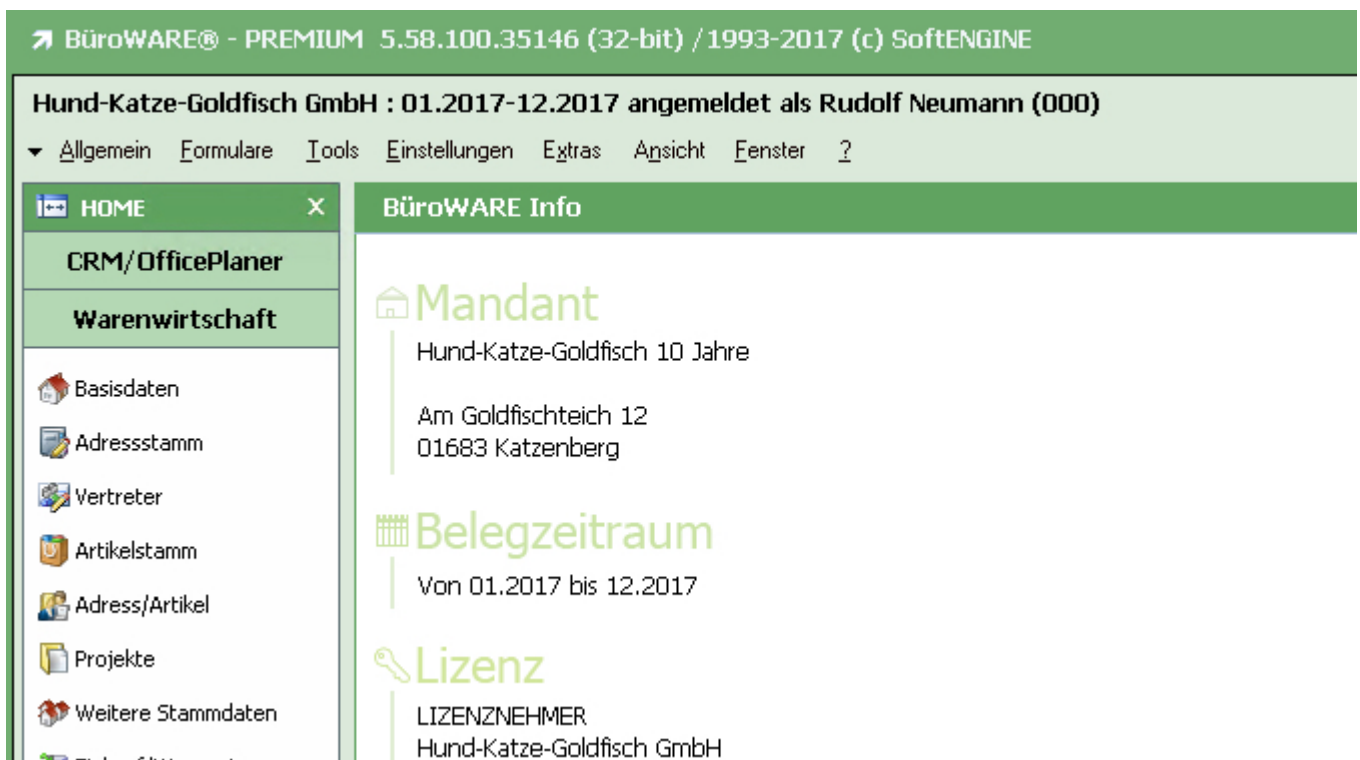 BüroWARE® - PREMIUM 5.58.100.35146 (32-bit) /1993-2017 (c) SoftENGINE
Hund-Katze-Goldfisch GmbH : 01.2017-12.2017 angemeldet als Rudolf Neumann (000)
Allgemein Formulare Tools Einstellungen Extras Ansicht Fenster ?
HOME X
BüroWARE Info
CRM/OfficePlaner
Warenwirtschaft
Basisdaten
Adressstamm
Vertreter
Artikelstamm
Adress/Artikel
Projekte
Weitere Stammdaten
Mandant
Hund-Katze-Goldfisch 10 Jahre
Am Goldfischteich 12
01683 Katzenberg
Belegzeitraum
Von 01.2017 bis 12.2017
Lizenz
LIZENZNEHMER
Hund-Katze-Goldfisch GmbH